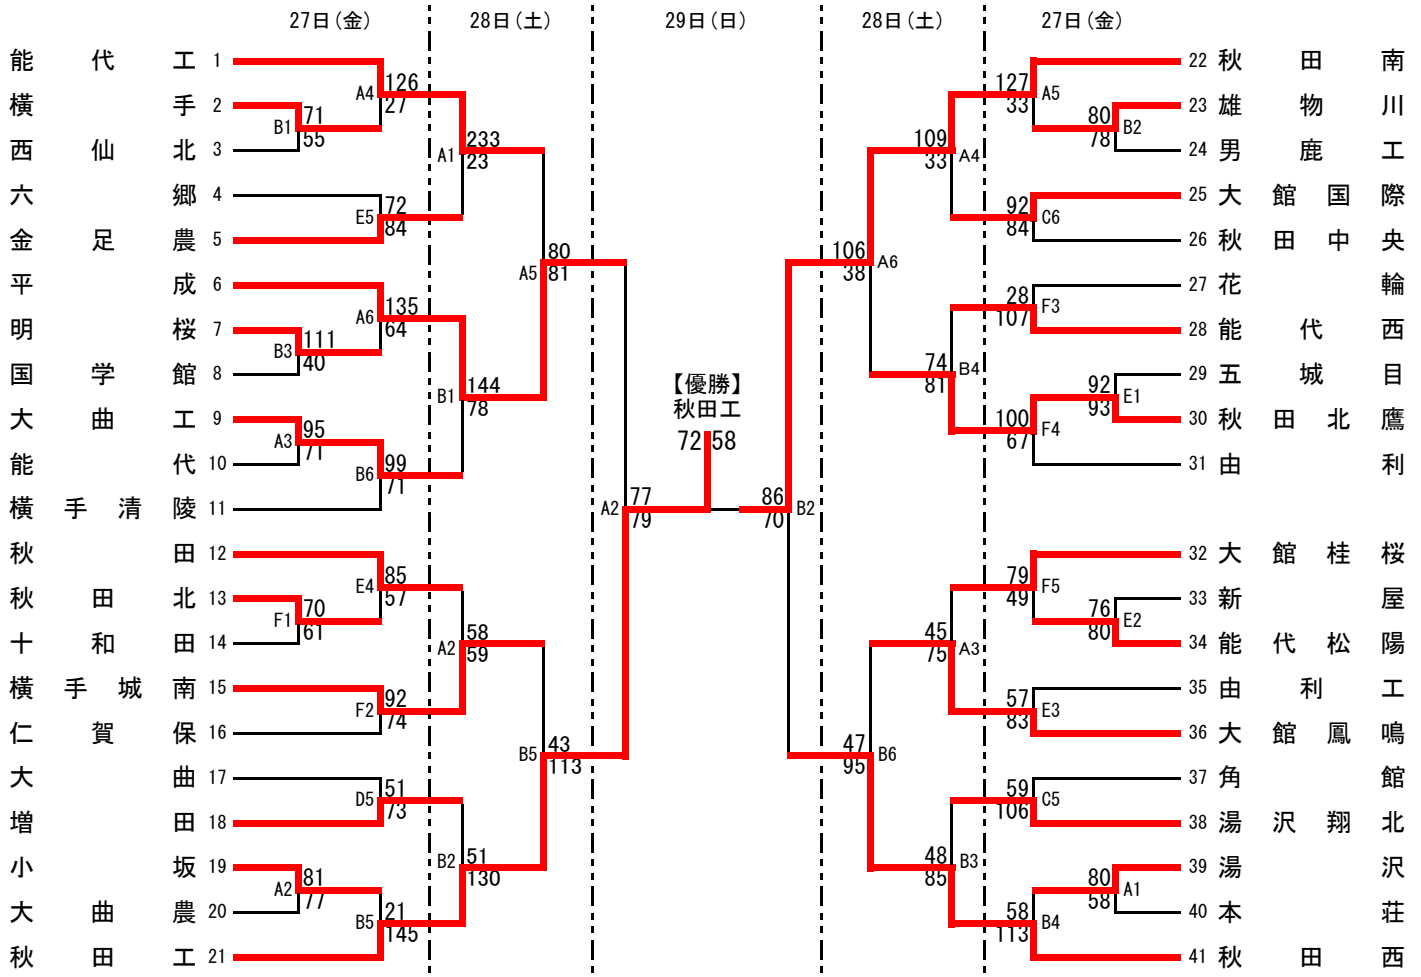 27日(金) 28日(土) 29日(日) 28日(土) 27日(金)
能代工 1
横手 2
西仙北 3
六郷 4
金足農 5
平成 6
明桜 7
国学館 8
大曲工 9
能代 10
横手清陵 11
秋田 12
秋田北 13
十和田 14
横手城南 15
仁賀保 16
大曲 17
増田 18
小坂 19
大曲農 20
秋田工 21
A4 126
27
B1 71
55
E5 72
84
A6 135
64
B3 111
40
A3 95
71
B6 99
71
E4 85
57
F1 70
61
F2 92
74
D5 51
73
A2 81
77
B5 21
145
A1 233
23
B1 144
78
A2 58
59
B2 51
130
A5 80
81
B5 43
113
A2 77
79
【優勝】
秋田工
72 58
86 B2
70
106 A6
38
47 B6
95
109 A4
33
74 B4
81
45 A3
75
48 B3
85
127 A5
33
80 B2
78
92 C6
84
28 F3
107
92 E1
93
100 F4
67
79 F5
49
76 E2
80
57 E3
83
59 C5
106
80 A1
58
58 B4
113
22 秋田南
23 雄物川
24 男鹿工
25 大館国際
26 秋田中央
27 花輪
28 能代西
29 五城目
30 秋田北鷹
31 由利
32 大館桂桜
33 新屋
34 能代松陽
35 由利工
36 大館鳳鳴
37 角館
38 湯沢翔北
39 湯沢
40 本荘
41 秋田西